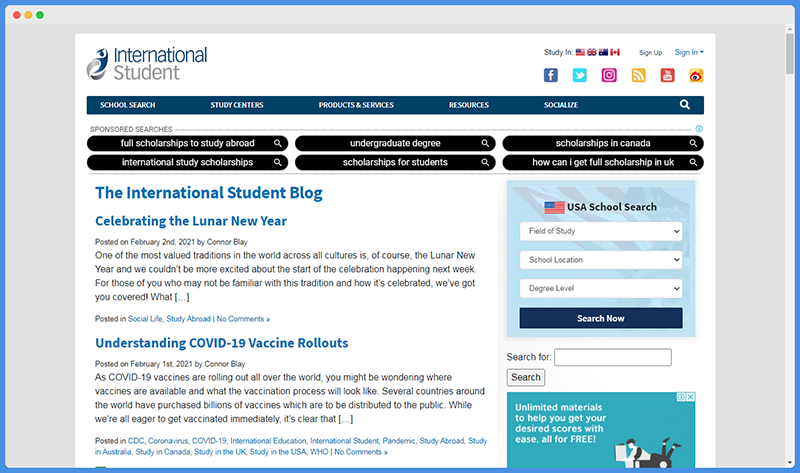 International
Student
Study In:
Sign Up
Sign In
SCHOOL SEARCH
STUDY CENTERS
PRODUCTS & SERVICES
RESOURCES
SOCIALIZE
SPONSORED SEARCHES
full scholarships to study abroad
undergraduate degree
scholarships in canada
international study scholarships
scholarships for students
how can i get full scholarship in uk
The International Student Blog
Celebrating the Lunar New Year
Posted on February 2nd, 2021 by Connor Blay
One of the most valued traditions in the world across all cultures is, of course, the Lunar New
Year and we couldn't be more excited about the start of the celebration happening next week.
For those of you who may not be familiar with this tradition and how it's celebrated, we've got
you covered! What […]
Posted in Social Life, Study Abroad | No Comments »
Understanding COVID-19 Vaccine Rollouts
Posted on February 1st, 2021 by Connor Blay
As COVID-19 vaccines are rolling out all over the world, you might be wondering where
vaccines are available and what the vaccination process will look like. Several countries around
the world have purchased billions of vaccines which are to be distributed to the public. While
we're all eager to get vaccinated immediately, it's clear that […]
Posted in CDC, Coronavirus, COVID-19, International Education, International Student, Pandemic, Study Abroad, Study
in Australia, Study in Canada, Study in the UK, Study in the USA, WHO | No Comments »
USA School Search
Field of Study
School Location
Degree Level
Search Now
Search for:
Search
Unlimited materials
to help you get your
desired scores with
ease, all for FREE!